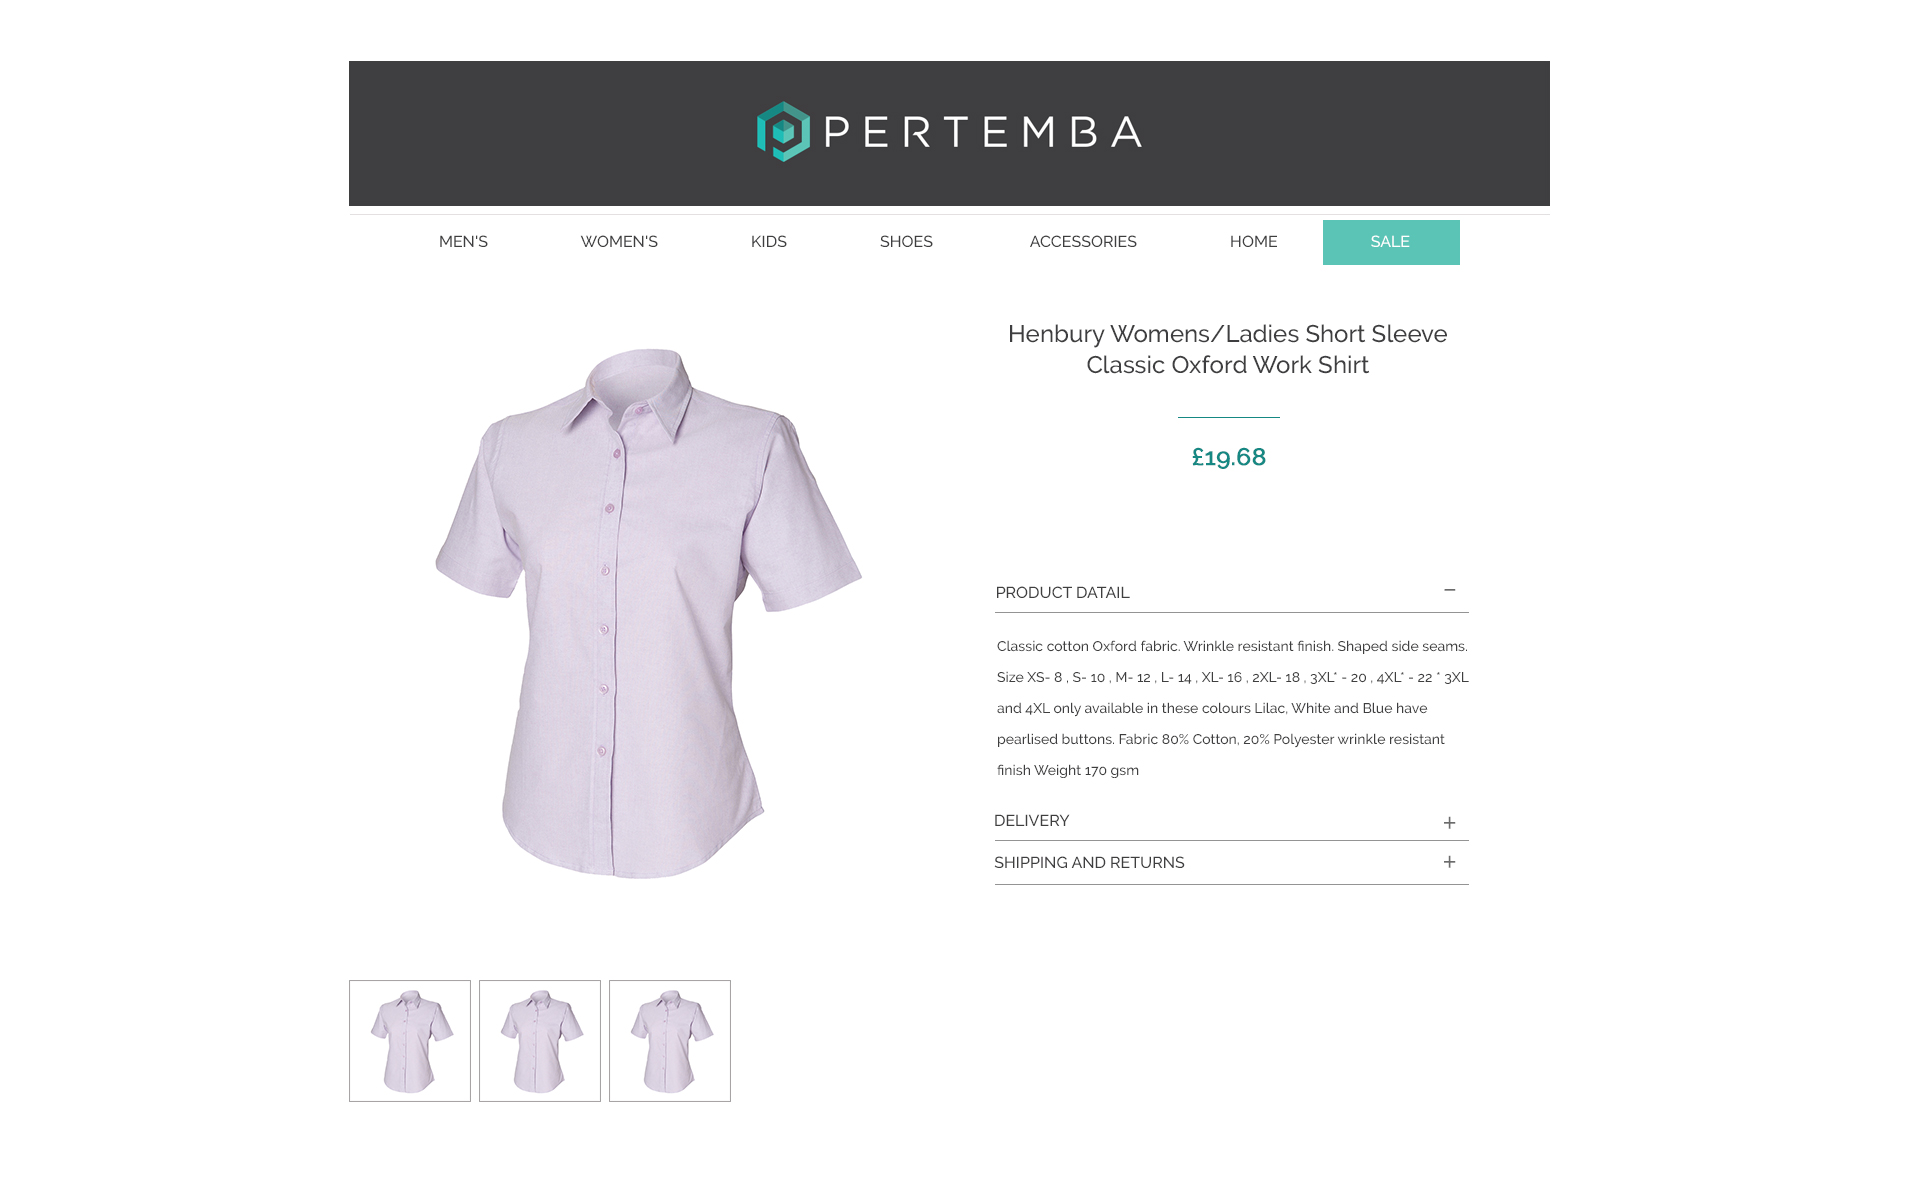 PERTEMBA
MEN'S WOMEN'S KIDS SHOES ACCESSORIES HOME SALE
Henbury Womens/Ladies Short Sleeve
Classic Oxford Work Shirt
£19.68
PRODUCT DATAIL −
Classic cotton Oxford fabric. Wrinkle resistant finish. Shaped side seams.
Size XS- 8 , S- 10 , M- 12 , L- 14 , XL- 16 , 2XL- 18 , 3XL* - 20 , 4XL* - 22 * 3XL
and 4XL only available in these colours Lilac, White and Blue have
pearlised buttons. Fabric 80% Cotton, 20% Polyester wrinkle resistant
finish Weight 170 gsm
DELIVERY +
SHIPPING AND RETURNS +